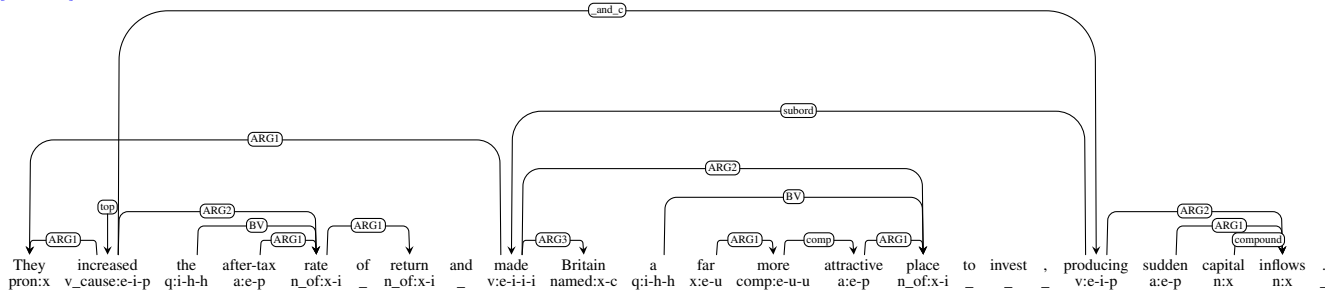 _and_c
subord
ARG1
ARG2
BV
top
ARG2
BV
ARG1
ARG2
ARG1
ARG1
ARG1
ARG3
ARG1
comp
ARG1
compound
They increased the after-tax rate of return and made Britain a far more attractive place to invest , producing sudden capital inflows .
pron:x v_cause:e-i-p q:i-h-h a:e-p n_of:x-i _ n_of:x-i _ v:e-i-i-i named:x-c q:i-h-h x:e-u comp:e-u-u a:e-p n_of:x-i _ _ _ v:e-i-p a:e-p n:x n:x _